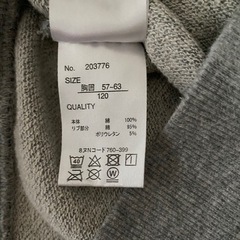 No. 203776
SIZE
胸囲 57-63
120
QUALITY
本体 綿 100%
リブ部分 綿 95%
ポリウレタン 5%
40